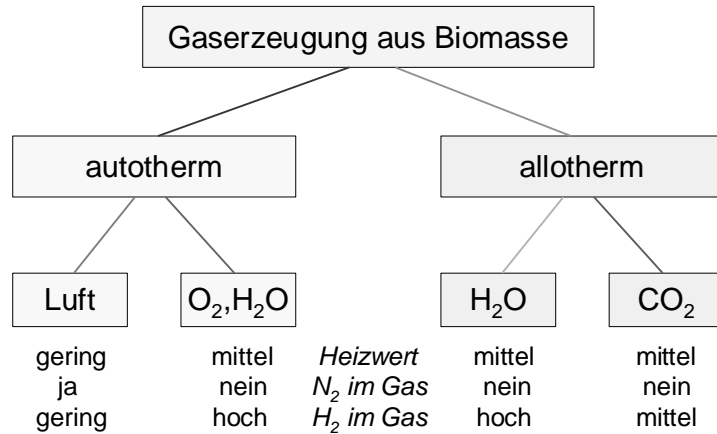 Gaserzeugung aus Biomasse
autotherm allotherm
Luft O₂,H₂O H₂O CO₂
gering mittel Heizwert mittel mittel
ja nein N₂ im Gas nein nein
gering hoch H₂ im Gas hoch mittel